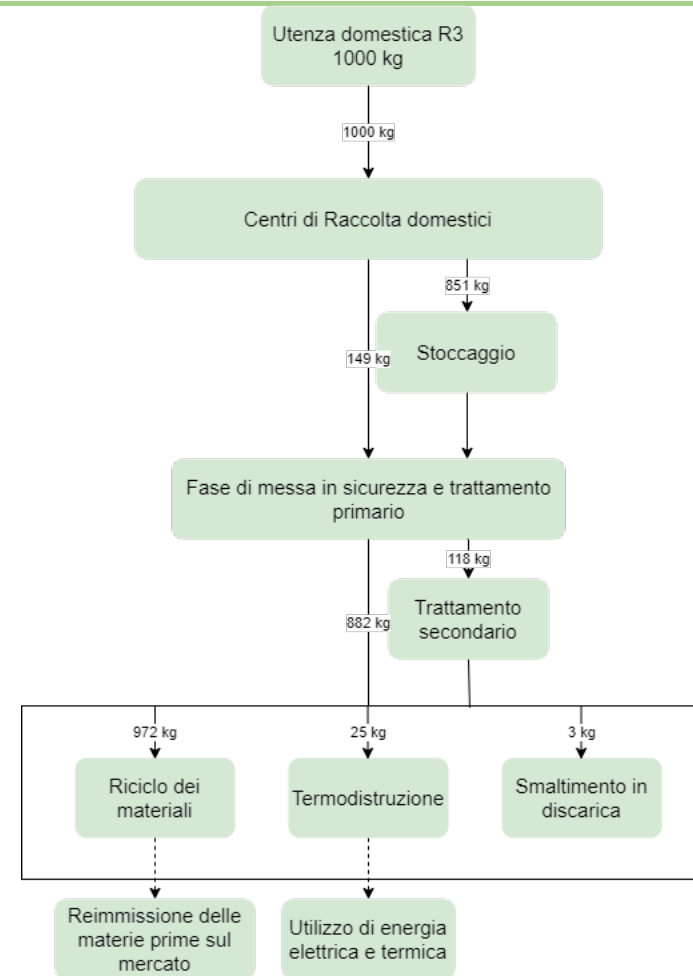 Utenza domestica R3
1000 kg
1000 kg
Centri di Raccolta domestici
851 kg
Stoccaggio
149 kg
Fase di messa in sicurezza e trattamento
primario
118 kg
Trattamento
secondario
882 kg
972 kg
25 kg
3 kg
Riciclo dei
materiali
Termodistruzione
Smaltimento in
discarica
Reimmissione delle
materie prime sul
mercato
Utilizzo di energia
elettrica e termica